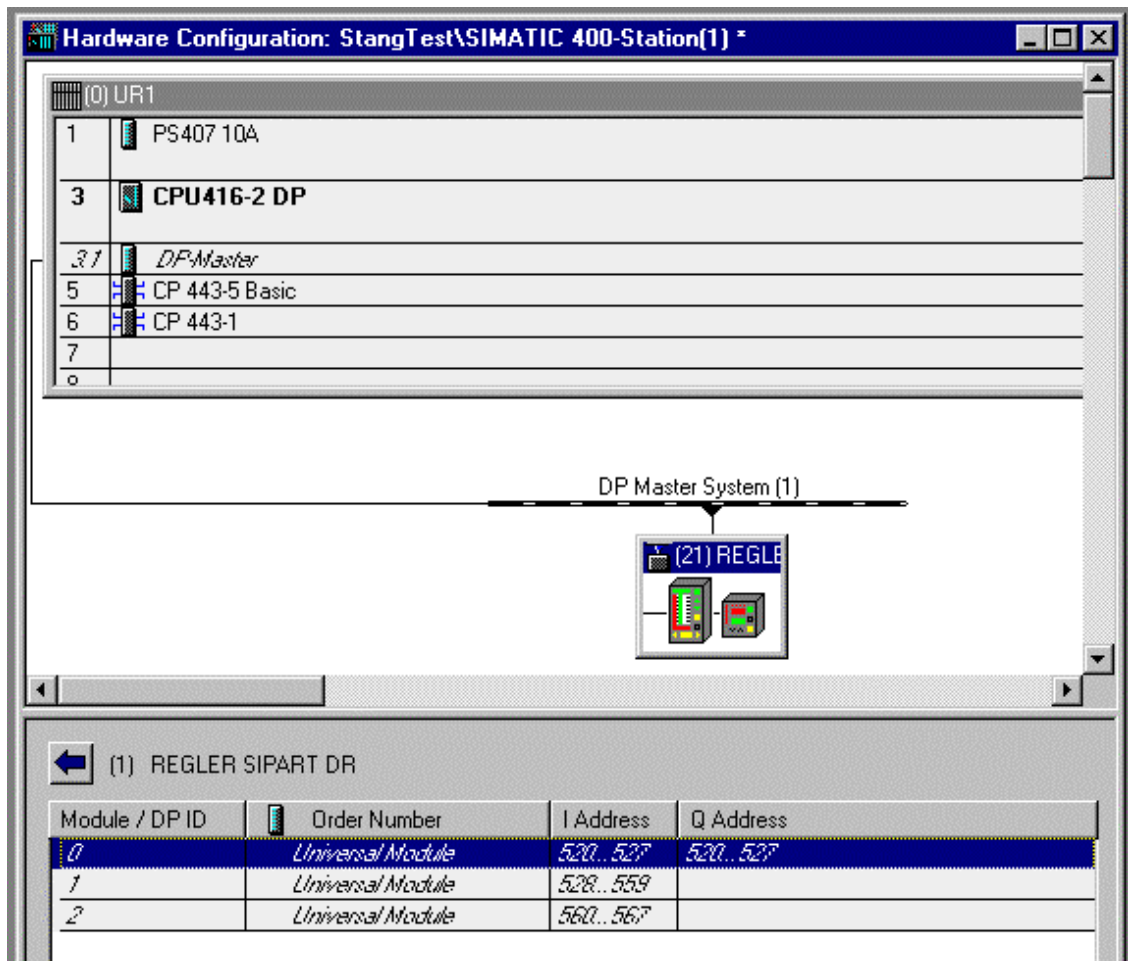 Hardware Configuration: StangTest\SIMATIC 400-Station(1) *
(0) UR1
1 PS407 10A
3 CPU416-2 DP
3.1 DP-Master
5 CP 443-5 Basic
6 CP 443-1
7
DP Master System (1)
(21) REGLE
(1) REGLER SIPART DR
Module / DP ID Order Number I Address Q Address
0 Universal Module 520...527 520...527
1 Universal Module 528...559
2 Universal Module 560...567